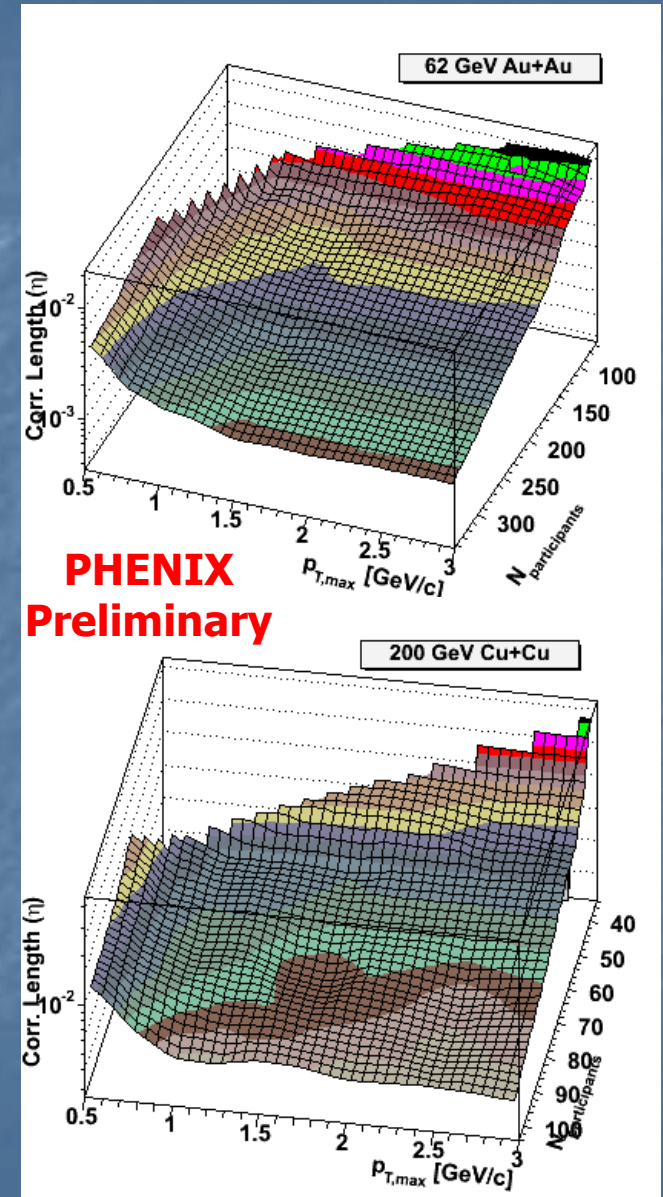 62 GeV Au+Au
Corr. Length (η)
10⁻²
10⁻³
0.5
1
1.5
2
2.5
3
p_T,max [GeV/c]
100
150
200
250
300
N participants
PHENIX
Preliminary
200 GeV Cu+Cu
Corr. Length (η)
10⁻²
0.5
1
1.5
2
2.5
3
p_T,max [GeV/c]
40
50
60
70
80
90
100
N participants